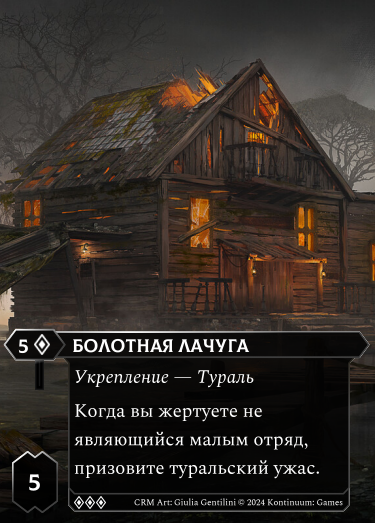 5 БОЛОТНАЯ ЛАЧУГА
Укрепление — Тураль
Когда вы жертуете не
являющийся малым отряд,
призовите туральский ужас.
5
CRM Art: Giulia Gentilini © 2024 Kontinuum: Games